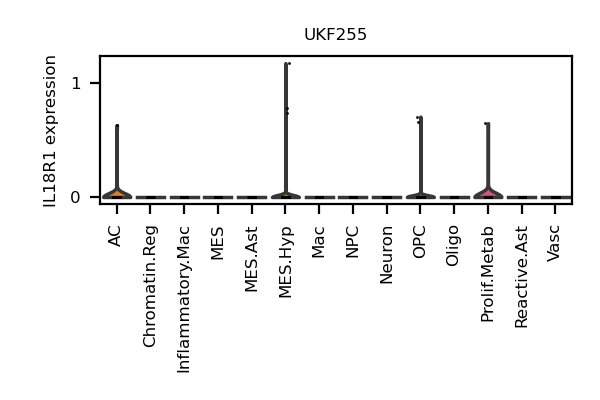 UKF255
IL18R1 expression
1
0
AC
Chromatin.Reg
Inflammatory.Mac
MES
MES.Ast
MES.Hyp
Mac
NPC
Neuron
OPC
Oligo
Prolif.Metab
Reactive.Ast
Vasc